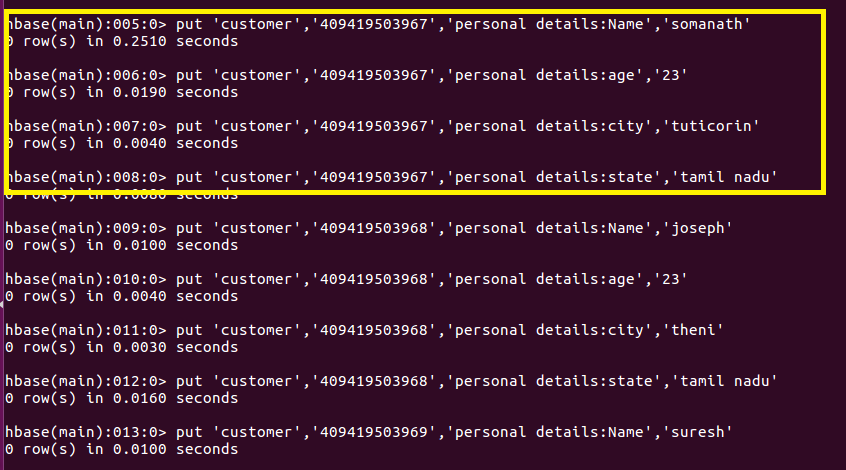 hbase(main):005:0> put 'customer','409419503967','personal details:Name','somanath'
0 row(s) in 0.2510 seconds
hbase(main):006:0> put 'customer','409419503967','personal details:age','23'
0 row(s) in 0.0190 seconds
hbase(main):007:0> put 'customer','409419503967','personal details:city','tuticorin'
0 row(s) in 0.0040 seconds
hbase(main):008:0> put 'customer','409419503967','personal details:state','tamil nadu'
0 row(s) in 0.0080 seconds
hbase(main):009:0> put 'customer','409419503968','personal details:Name','joseph'
0 row(s) in 0.0100 seconds
hbase(main):010:0> put 'customer','409419503968','personal details:age','23'
0 row(s) in 0.0040 seconds
hbase(main):011:0> put 'customer','409419503968','personal details:city','theni'
0 row(s) in 0.0030 seconds
hbase(main):012:0> put 'customer','409419503968','personal details:state','tamil nadu'
0 row(s) in 0.0160 seconds
hbase(main):013:0> put 'customer','409419503969','personal details:Name','suresh'
0 row(s) in 0.0100 seconds